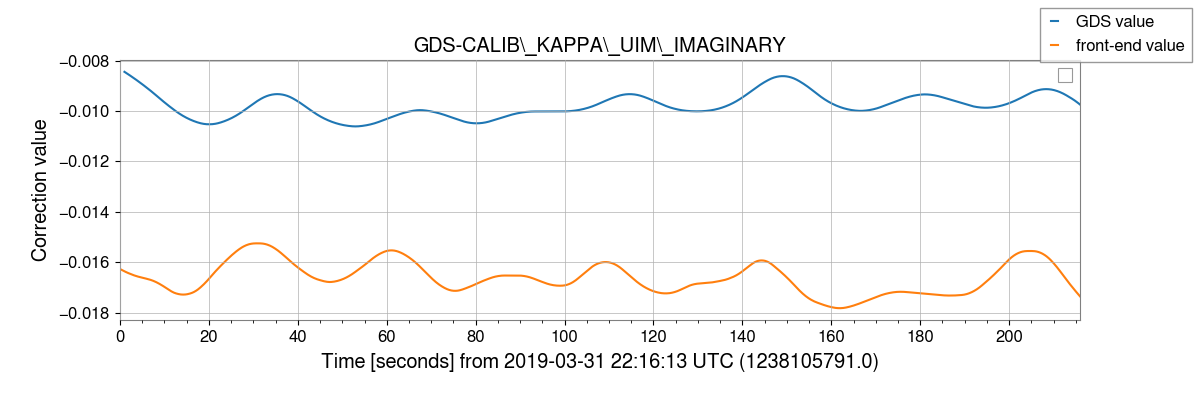 GDS value
front-end value
GDS-CALIB\_KAPPA\_UIM\_IMAGINARY
Correction value
−0.008
−0.010
−0.012
−0.014
−0.016
−0.018
0 20 40 60 80 100 120 140 160 180 200
Time [seconds] from 2019-03-31 22:16:13 UTC (1238105791.0)